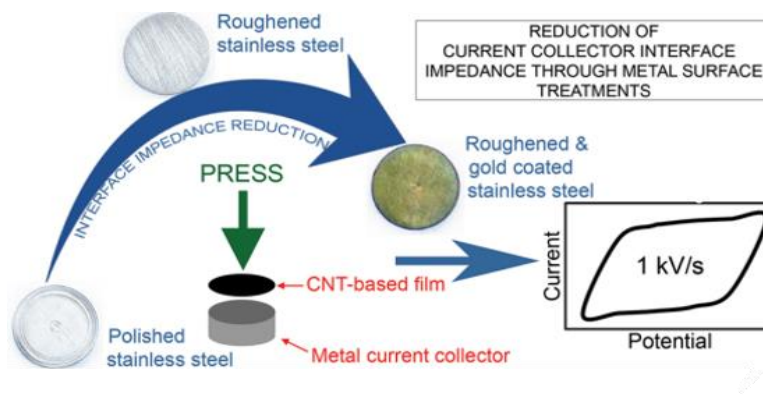 Roughened
stainless steel
REDUCTION OF
CURRENT COLLECTOR INTERFACE
IMPEDANCE THROUGH METAL SURFACE
TREATMENTS
INTERFACE IMPEDANCE REDUCTION
Roughened &
gold coated
stainless steel
PRESS
CNT-based film
Metal current collector
Polished
stainless steel
Current
1 kV/s
Potential